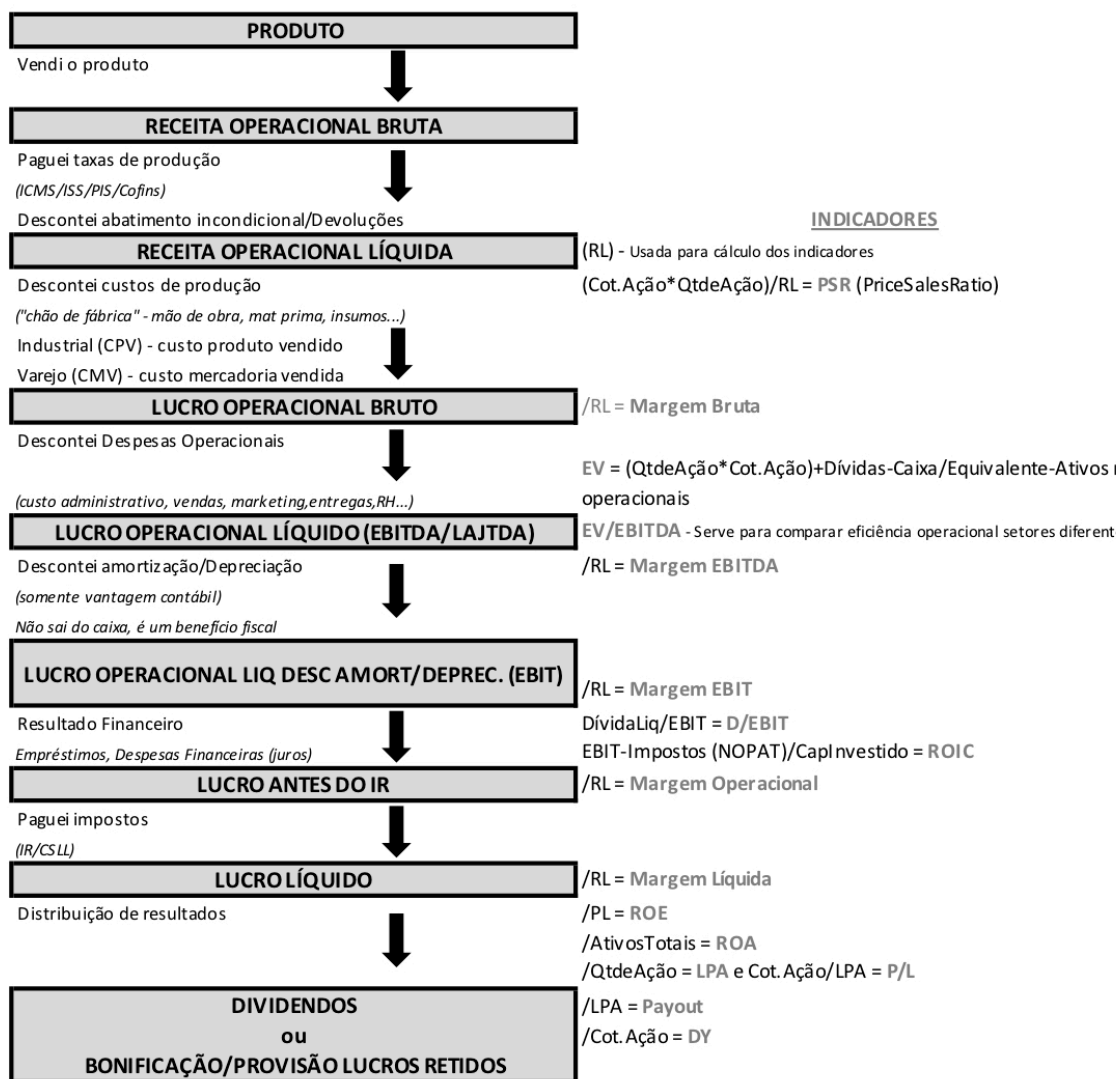 PRODUTO
Vendi o produto
RECEITA OPERACIONAL BRUTA
Paguei taxas de produção
(ICMS/ISS/PIS/Cofins)
Descontei abatimento incondicional/Devoluções
INDICADORES
RECEITA OPERACIONAL LÍQUIDA
(RL) - Usada para cálculo dos indicadores
Descontei custos de produção
(Cot.Ação*QtdeAção)/RL = PSR (PriceSalesRatio)
("chão de fábrica" - mão de obra, mat prima, insumos...)
Industrial (CPV) - custo produto vendido
Varejo (CMV) - custo mercadoria vendida
LUCRO OPERACIONAL BRUTO
/RL = Margem Bruta
Descontei Despesas Operacionais
EV = (QtdeAção*Cot.Ação)+Dívidas-Caixa/Equivalente-Ativos
operacionais
(custo administrativo, vendas, marketing,entregas,RH...)
LUCRO OPERACIONAL LÍQUIDO (EBITDA/LAJTDA)
EV/EBITDA - Serve para comparar eficiência operacional setores diferent
Descontei amortização/Depreciação
/RL = Margem EBITDA
(somente vantagem contábil)
Não sai do caixa, é um benefício fiscal
LUCRO OPERACIONAL LIQ DESC AMORT/DEPREC. (EBIT)
/RL = Margem EBIT
Resultado Financeiro
DívidaLiq/EBIT = D/EBIT
Empréstimos, Despesas Financeiras (juros)
EBIT-Impostos (NOPAT)/CapInvestido = ROIC
LUCRO ANTES DO IR
/RL = Margem Operacional
Paguei impostos
(IR/CSLL)
LUCRO LÍQUIDO
/RL = Margem Líquida
Distribuição de resultados
/PL = ROE
/AtivosTotais = ROA
/QtdeAção = LPA e Cot.Ação/LPA = P/L
DIVIDENDOS
ou
BONIFICAÇÃO/PROVISÃO LUCROS RETIDOS
/LPA = Payout
/Cot.Ação = DY